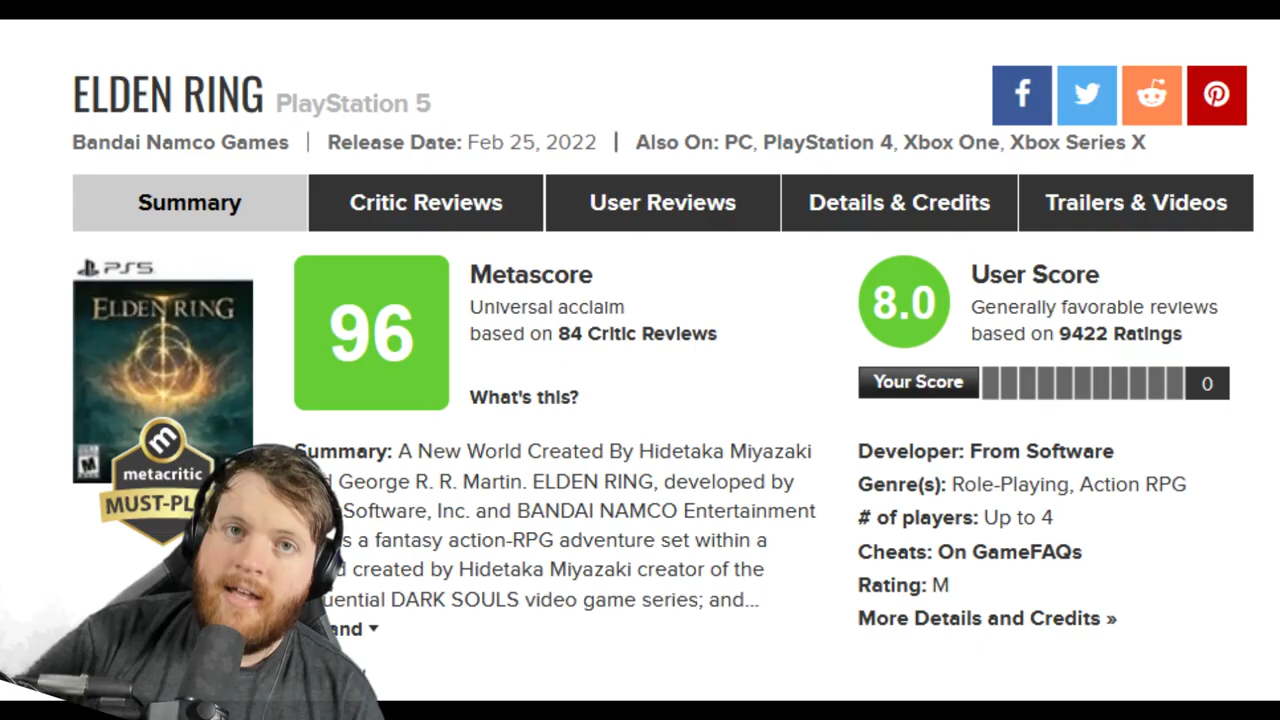 ELDEN RING PlayStation 5
Bandai Namco Games | Release Date: Feb 25, 2022 | Also On: PC, PlayStation 4, Xbox One, Xbox Series X
Summary Critic Reviews User Reviews Details & Credits Trailers & Videos
PS5
ELDEN RING
M
m
metacritic
MUST-PL
96
Metascore
Universal acclaim
based on 84 Critic Reviews
What's this?
8.0
User Score
Generally favorable reviews
based on 9422 Ratings
Your Score 0
Summary: A New World Created By Hidetaka Miyazaki
George R. R. Martin. ELDEN RING, developed by
Software, Inc. and BANDAI NAMCO Entertainment
s a fantasy action-RPG adventure set within a
d created by Hidetaka Miyazaki creator of the
uential DARK SOULS video game series; and...
and
Developer: From Software
Genre(s): Role-Playing, Action RPG
# of players: Up to 4
Cheats: On GameFAQs
Rating: M
More Details and Credits »